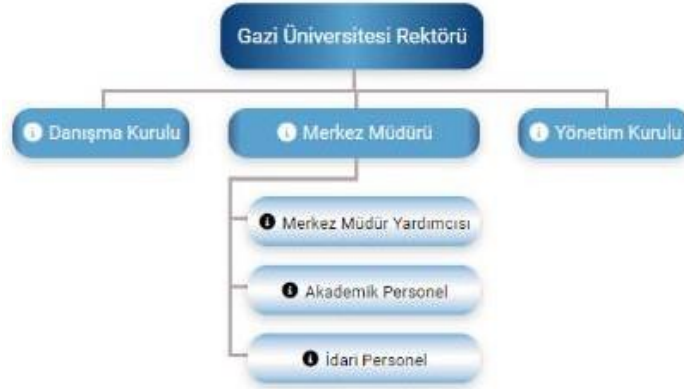 Gazi Üniversitesi Rektörü
Danışma Kurulu
Merkez Müdürü
Yönetim Kurulu
Merkez Müdür Yardımcısı
Akademik Personel
İdari Personel